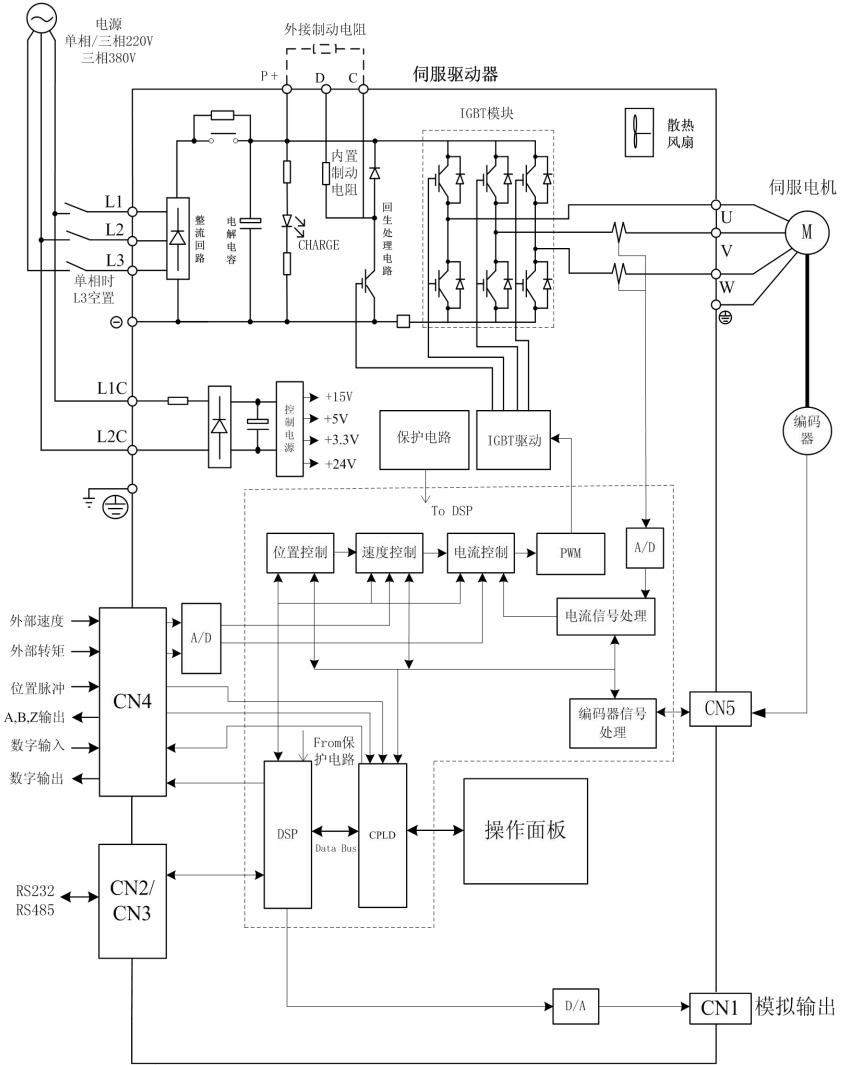 电源
单相/三相220V
三相380V
外接制动电阻
P+
D
C
伺服驱动器
IGBT模块
散热
风扇
内置
制动
电阻
伺服电机
L1
L2
L3
整流回路
电解电容
CHARGE
回生处理电路
U
V
W
M
单相时
L3空置
L1C
L2C
控制电源
+15V
+5V
+3.3V
+24V
保护电路
IGBT驱动
编码
器
To DSP
位置控制
速度控制
电流控制
PWM
A/D
外部速度
外部转矩
位置脉冲
A,B,Z输出
数字输入
数字输出
CN4
A/D
电流信号处理
编码器信号
处理
CN5
From保
护电路
DSP
Data Bus
CPLD
操作面板
RS232
RS485
CN2/
CN3
D/A
CN1
模拟输出